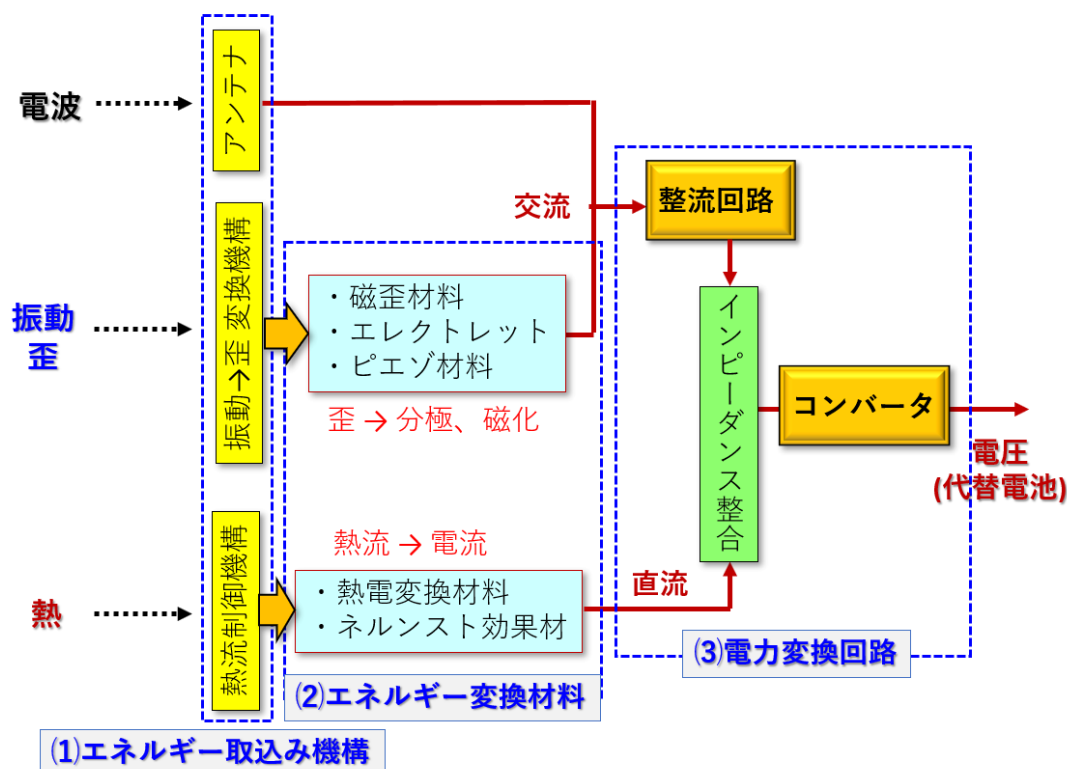 電波
アンテナ
交流
整流回路
振動
歪
振動→歪 変換機構
・磁歪材料
・エレクトレット
・ピエゾ材料
歪 → 分極、磁化
インピーダンス整合
コンバータ
電圧
(代替電池)
熱
熱流制御機構
熱流 → 電流
・熱電変換材料
・ネルンスト効果材
直流
⑶電力変換回路
⑵エネルギー変換材料
⑴エネルギー取込み機構